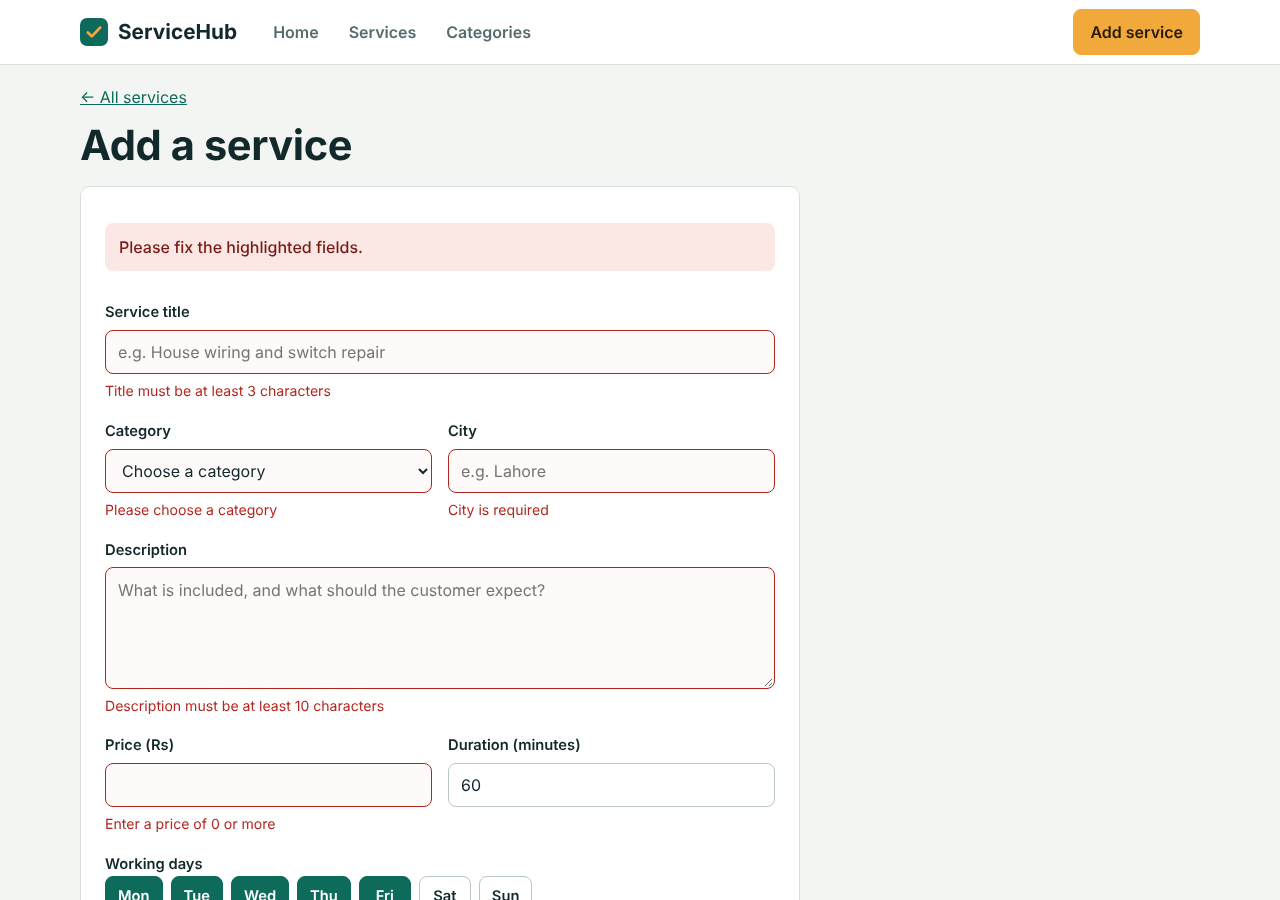 ServiceHub Home Services Categories Add service
← All services
Add a service
Please fix the highlighted fields.
Service title
e.g. House wiring and switch repair
Title must be at least 3 characters
Category City
Choose a category e.g. Lahore
Please choose a category City is required
Description
What is included, and what should the customer expect?
Description must be at least 10 characters
Price (Rs) Duration (minutes)
60
Enter a price of 0 or more
Working days
Mon Tue Wed Thu Fri Sat Sun